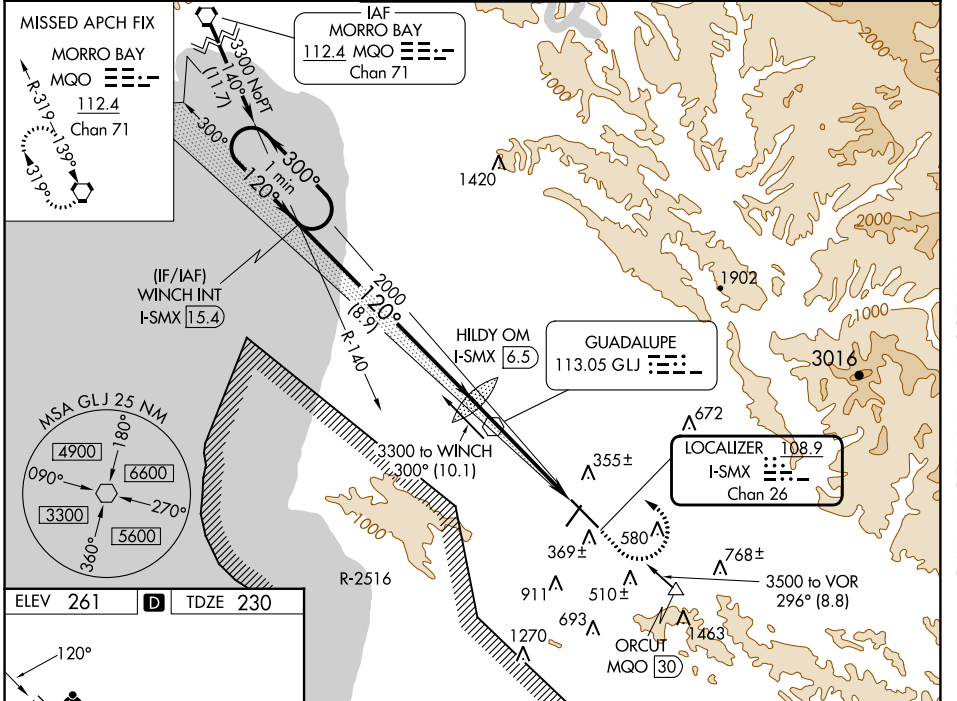 MISSED APCH FIX
MORRO BAY
MQO
112.4
Chan 71
R-319
139°
319°
IAF
MORRO BAY
112.4 MQO
Chan 71
3300 NoPT
140°
(11.7)
300°
300°
1 min
120°
(IF/IAF)
WINCH INT
I-SMX 15.4
2000
120°
(8.9)
R-140
HILDY OM
I-SMX 6.5
GUADALUPE
113.05 GLJ
3300 to WINCH
300° (10.1)
LOCALIZER 108.9
I-SMX
Chan 26
1420
1000
2000
1902
2000
1000
3016
672
355±
369±
580
768±
911
510±
693
1270
1463
3500 to VOR
296° (8.8)
ORCUT
MQO 30
1000
R-2516
MSA GLJ 25 NM
180°
4900
6600
090°
270°
3300
5600
360°
ELEV 261 D TDZE 230
120°